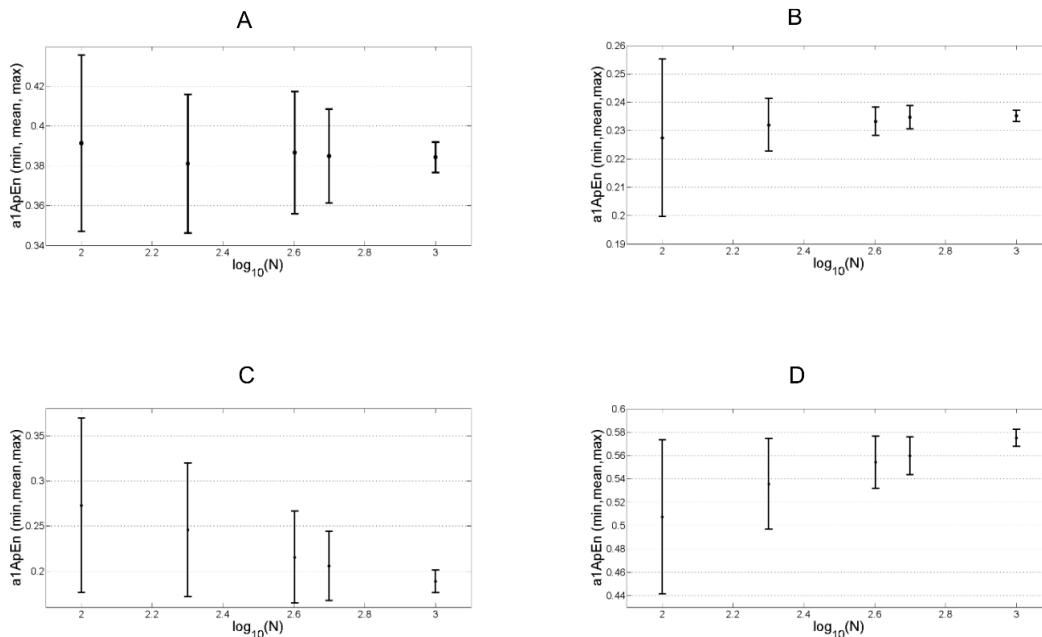 A
B
a1ApEn (min, mean, max)
0.42
0.4
0.38
0.36
0.34
2 2.2 2.4 2.6 2.8 3
log10(N)
a1ApEn (min,mean,max)
0.26
0.25
0.24
0.23
0.22
0.21
0.2
0.19
2 2.2 2.4 2.6 2.8 3
log10(N)
C
D
a1ApEn (min,mean,max)
0.35
0.3
0.25
0.2
2 2.2 2.4 2.6 2.8 3
log10(N)
a1ApEn (min,mean,max)
0.6
0.58
0.56
0.54
0.52
0.5
0.48
0.46
0.44
2 2.2 2.4 2.6 2.8 3
log10(N)